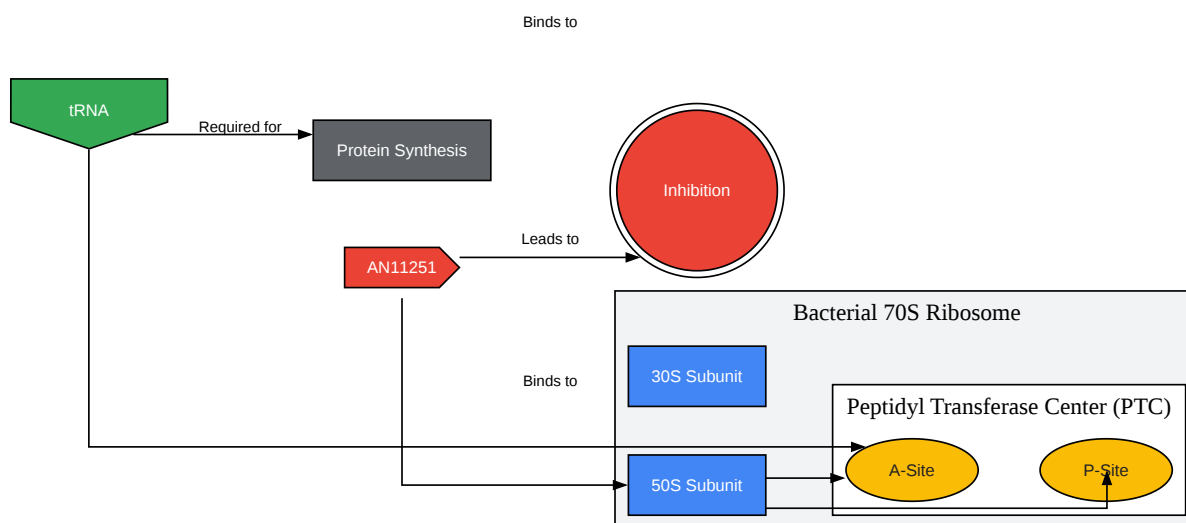 Binds to
tRNA
Required for
Protein Synthesis
Inhibition
Leads to
AN11251
Bacterial 70S Ribosome
30S Subunit
Binds to
Peptidyl Transferase Center (PTC)
A-Site
P-Site
50S Subunit